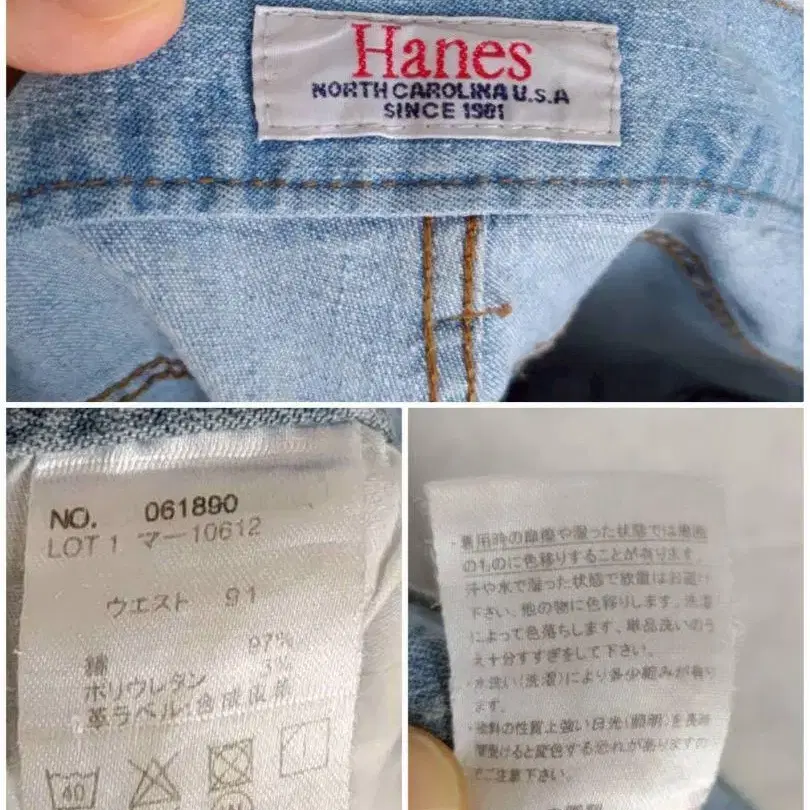 Hanes
NORTH CAROLINA U.S.A
SINCE 1901
NO. 061890
LOT1 マー10612
ウエスト 91
綿 97%
ポリウレタン 3%
革ラベル:合成皮革
40
・着用時の摩擦や湿った状態では他
のものに色移りすることが有ります。
汗や水で湿った状態で放置はお避け
下さい。他の物に色移りします。洗濯
によって色落ちします、単品洗いのう
え十分すすぎをして下さい。
・水洗い(洗濯)により多少縮みが有り
ます。
・染料の性質上強い日光(照明)を長時
間受けると変色する恐れがありますの
でご注意下さい。